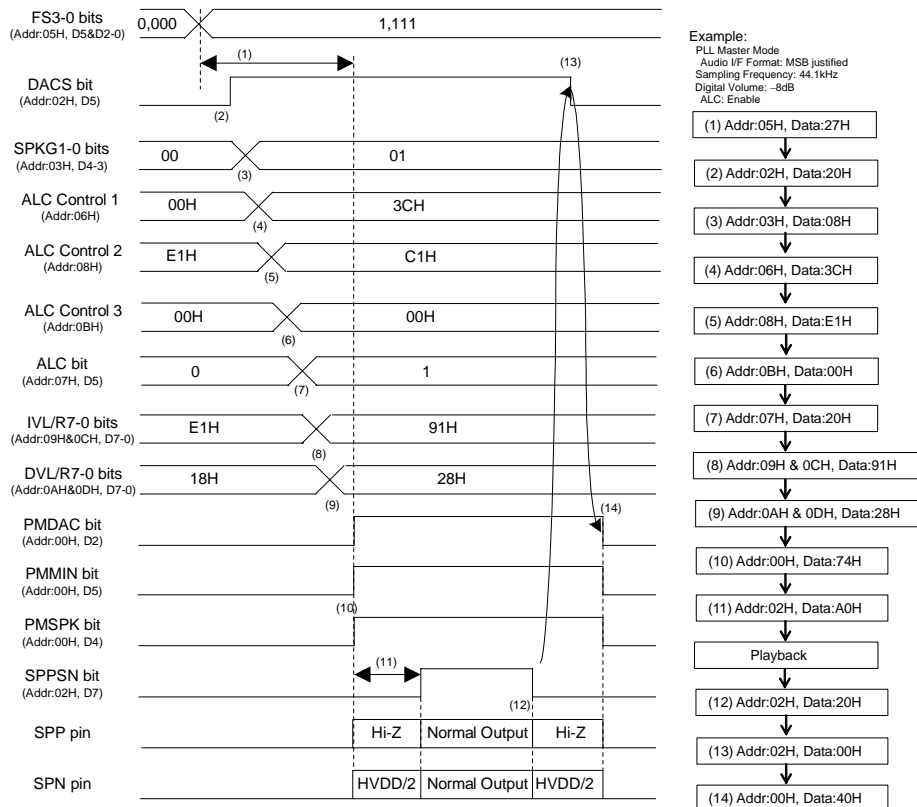 FS3-0 bits
(Addr:05H, D5&D2-0)
0,000
1,111
(1)
DACS bit
(Addr:02H, D5)
(2)
(13)
SPKG1-0 bits
(Addr:03H, D4-3)
00
01
(3)
ALC Control 1
(Addr:06H)
00H
3CH
(4)
ALC Control 2
(Addr:08H)
E1H
C1H
(5)
ALC Control 3
(Addr:0BH)
00H
00H
(6)
ALC bit
(Addr:07H, D5)
0
1
(7)
IVL/R7-0 bits
(Addr:09H&0CH, D7-0)
E1H
91H
(8)
DVL/R7-0 bits
(Addr:0AH&0DH, D7-0)
18H
28H
(9)
PMDAC bit
(Addr:00H, D2)
(14)
PMMIN bit
(Addr:00H, D5)
(10)
PMSPK bit
(Addr:00H, D4)
(11)
SPPSN bit
(Addr:02H, D7)
(12)
SPP pin
Hi-Z
Normal Output
Hi-Z
SPN pin
HVDD/2
Normal Output
HVDD/2
Example:
PLL Master Mode
Audio I/F Format: MSB justified
Sampling Frequency: 44.1kHz
Digital Volume: –8dB
ALC: Enable
(1) Addr:05H, Data:27H
(2) Addr:02H, Data:20H
(3) Addr:03H, Data:08H
(4) Addr:06H, Data:3CH
(5) Addr:08H, Data:E1H
(6) Addr:0BH, Data:00H
(7) Addr:07H, Data:20H
(8) Addr:09H & 0CH, Data:91H
(9) Addr:0AH & 0DH, Data:28H
(10) Addr:00H, Data:74H
(11) Addr:02H, Data:A0H
Playback
(12) Addr:02H, Data:20H
(13) Addr:02H, Data:00H
(14) Addr:00H, Data:40H